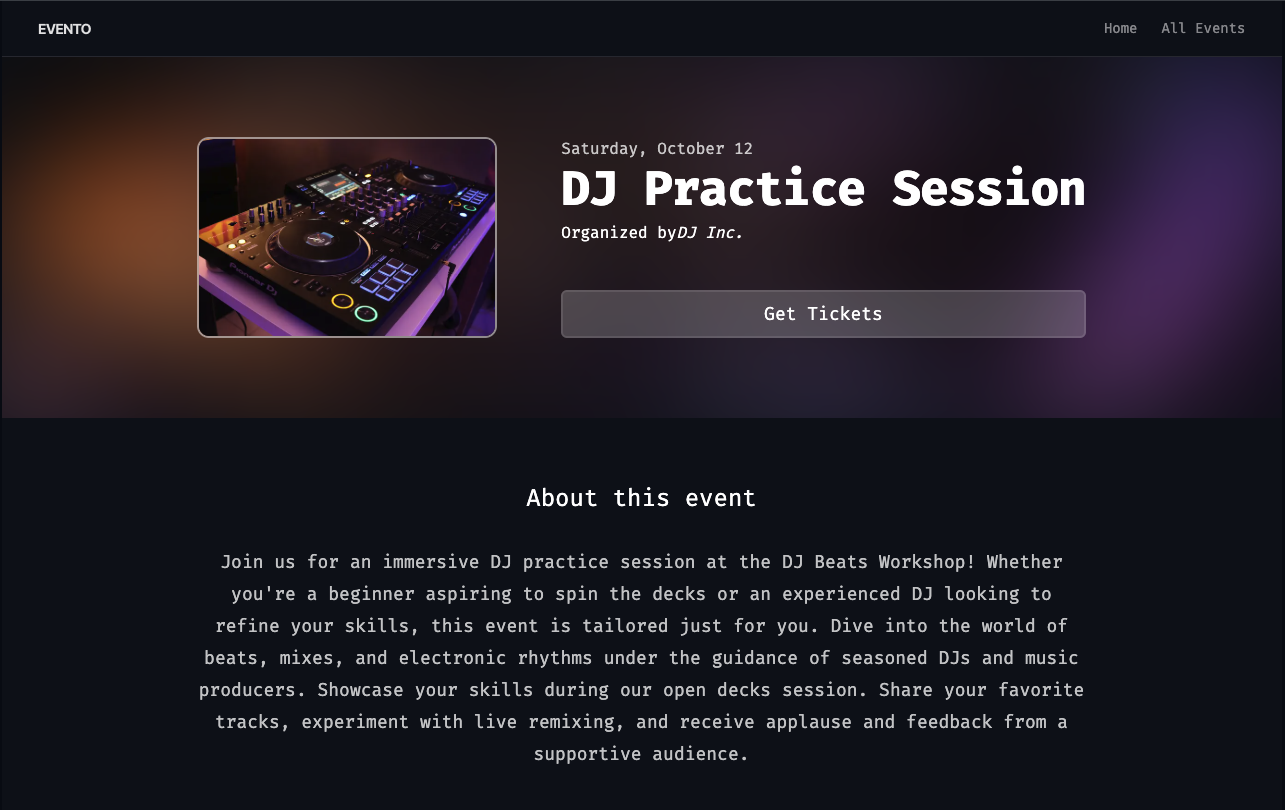 EVENTO
Home All Events
Saturday, October 12
DJ Practice Session
Organized byDJ Inc.
Get Tickets
About this event
Join us for an immersive DJ practice session at the DJ Beats Workshop! Whether
you're a beginner aspiring to spin the decks or an experienced DJ looking to
refine your skills, this event is tailored just for you. Dive into the world of
beats, mixes, and electronic rhythms under the guidance of seasoned DJs and music
producers. Showcase your skills during our open decks session. Share your favorite
tracks, experiment with live remixing, and receive applause and feedback from a
supportive audience.